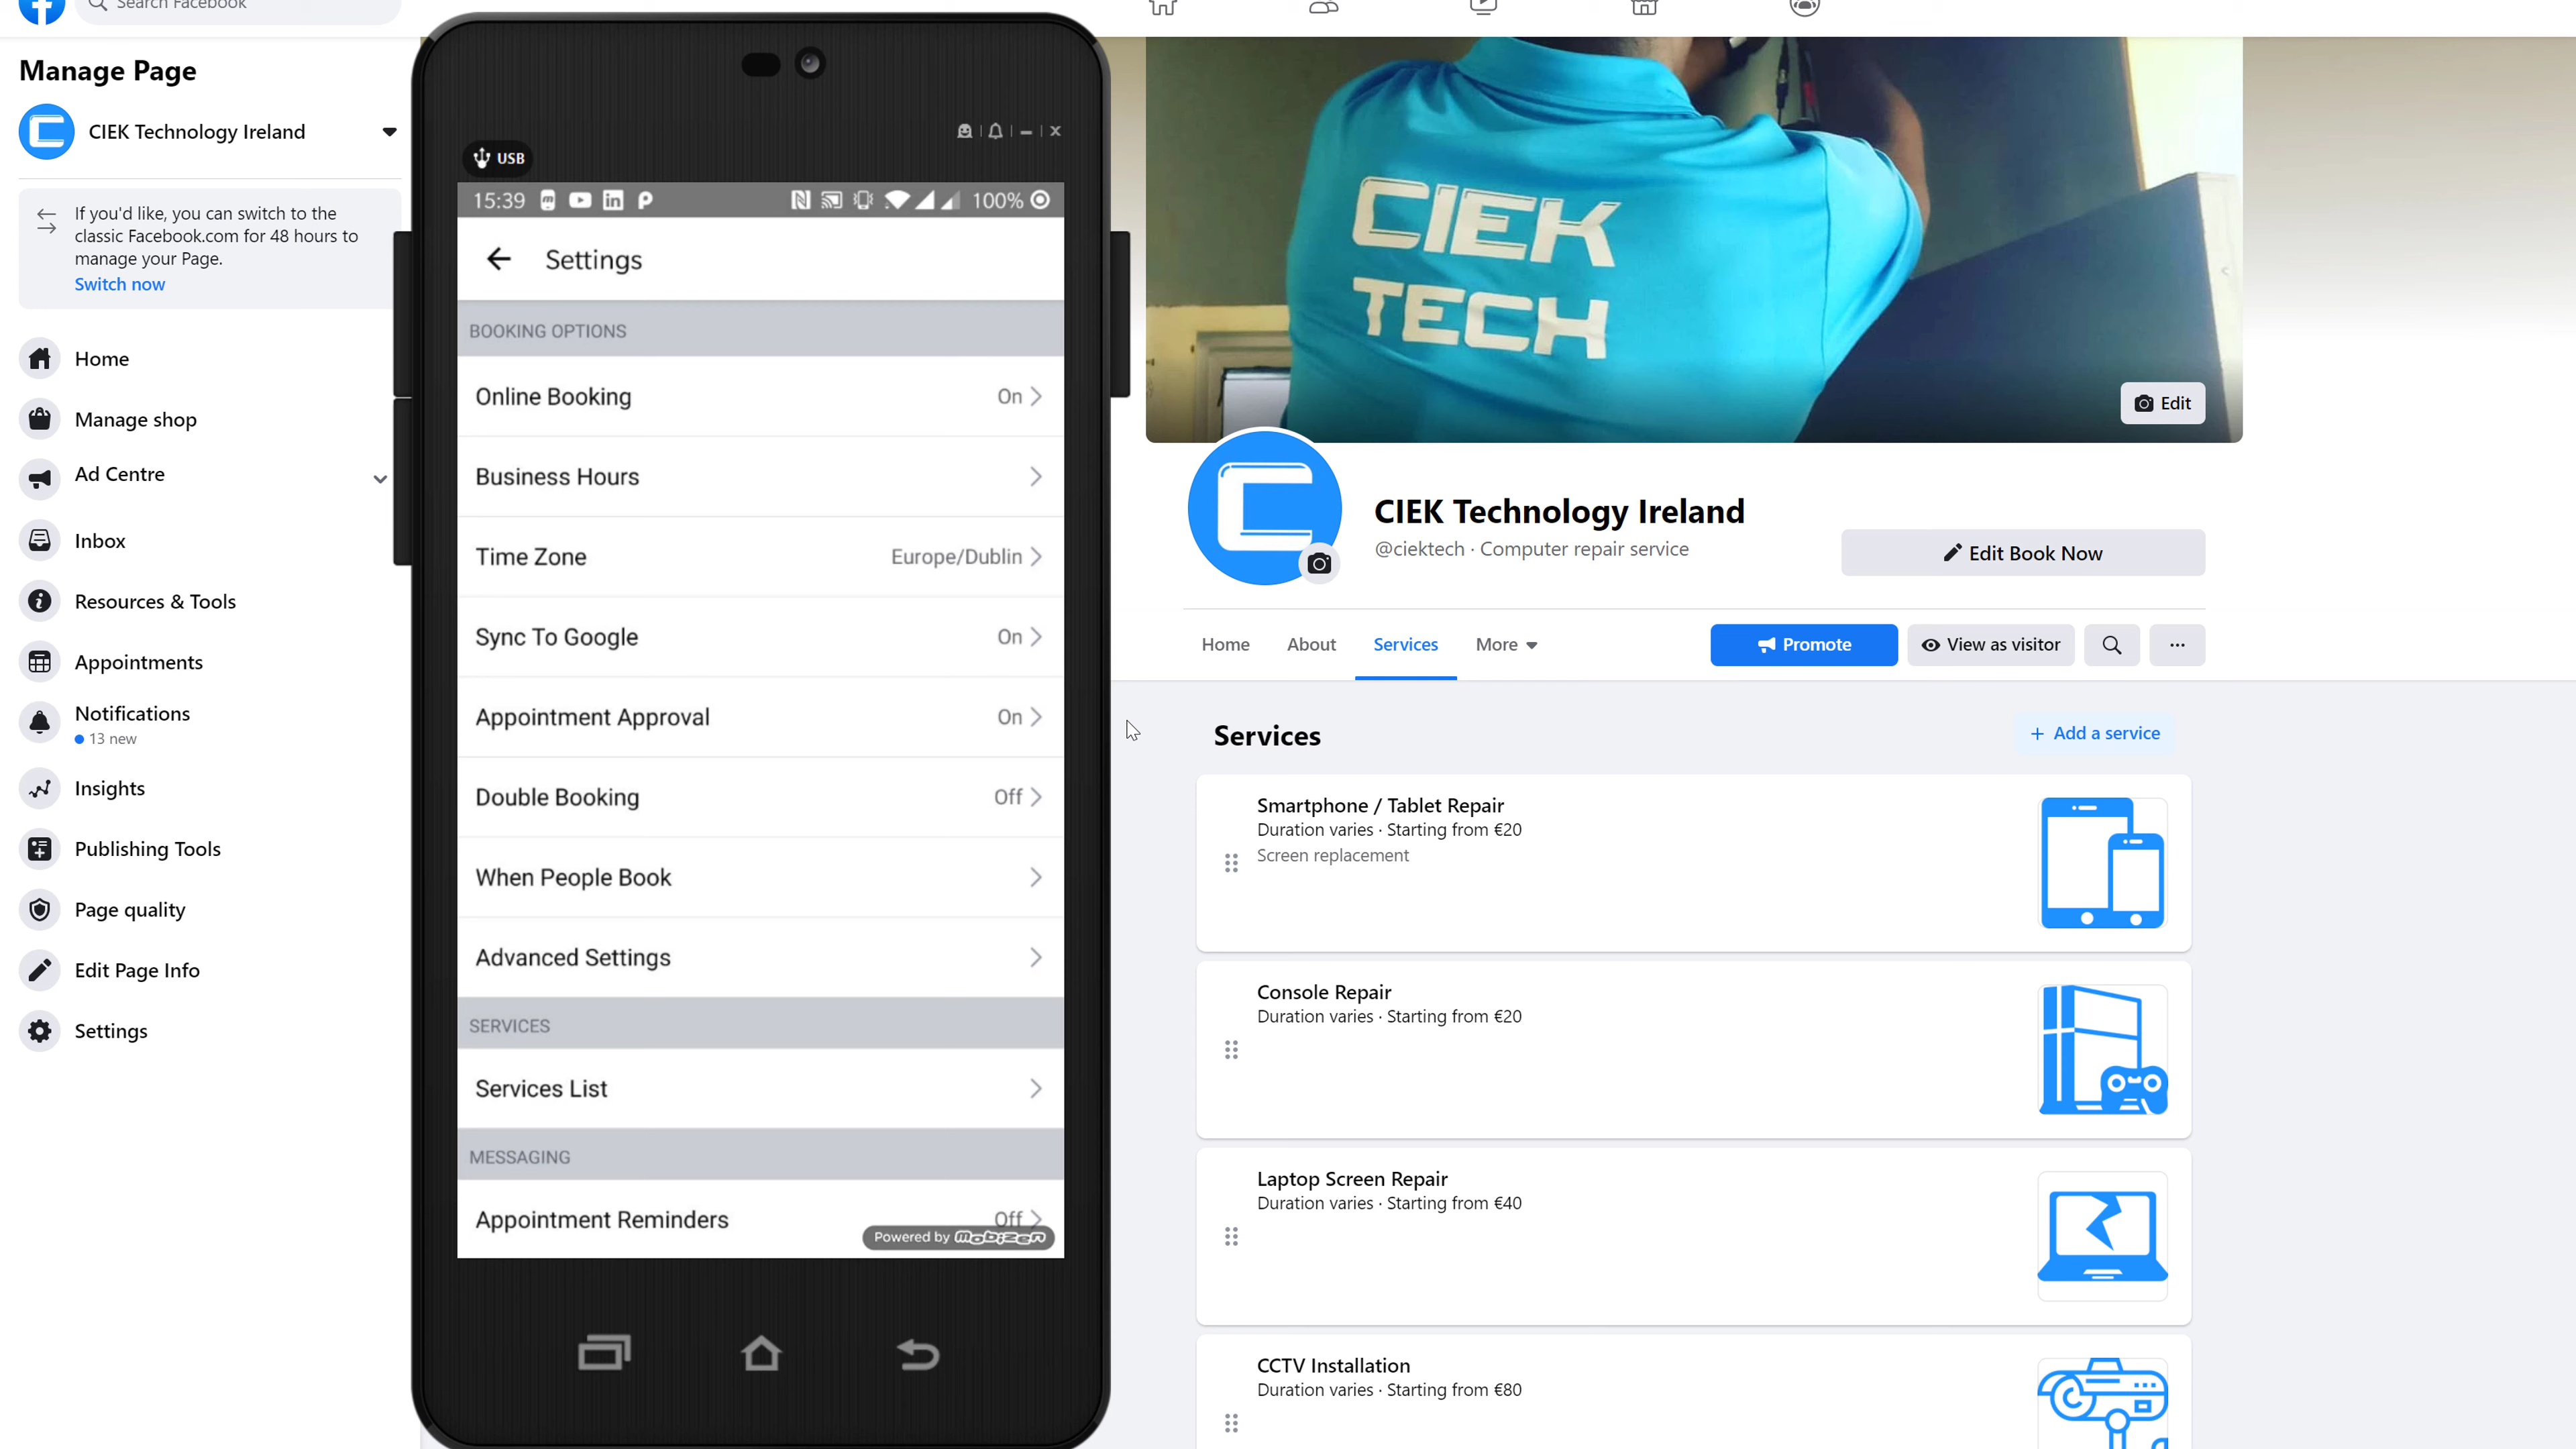 Search Facebook
Manage Page
CIEK Technology Ireland
If you'd like, you can switch to the
classic Facebook.com for 48 hours to
manage your Page.
Switch now
Home
Manage shop
Ad Centre
Inbox
Resources & Tools
Appointments
Notifications
13 new
Insights
Publishing Tools
Page quality
Edit Page Info
Settings
USB
15:39
100%
Settings
BOOKING OPTIONS
Online Booking On
Business Hours
Time Zone Europe/Dublin
Sync To Google On
Appointment Approval On
Double Booking Off
When People Book
Advanced Settings
SERVICES
Services List
MESSAGING
Appointment Reminders Off
Powered by mobizen
CIEK
TECH
Edit
CIEK Technology Ireland
@ciektech · Computer repair service
Edit Book Now
Home About Services More
Promote View as visitor
Services
+ Add a service
Smartphone / Tablet Repair
Duration varies · Starting from €20
Screen replacement
Console Repair
Duration varies · Starting from €20
Laptop Screen Repair
Duration varies · Starting from €40
CCTV Installation
Duration varies · Starting from €80